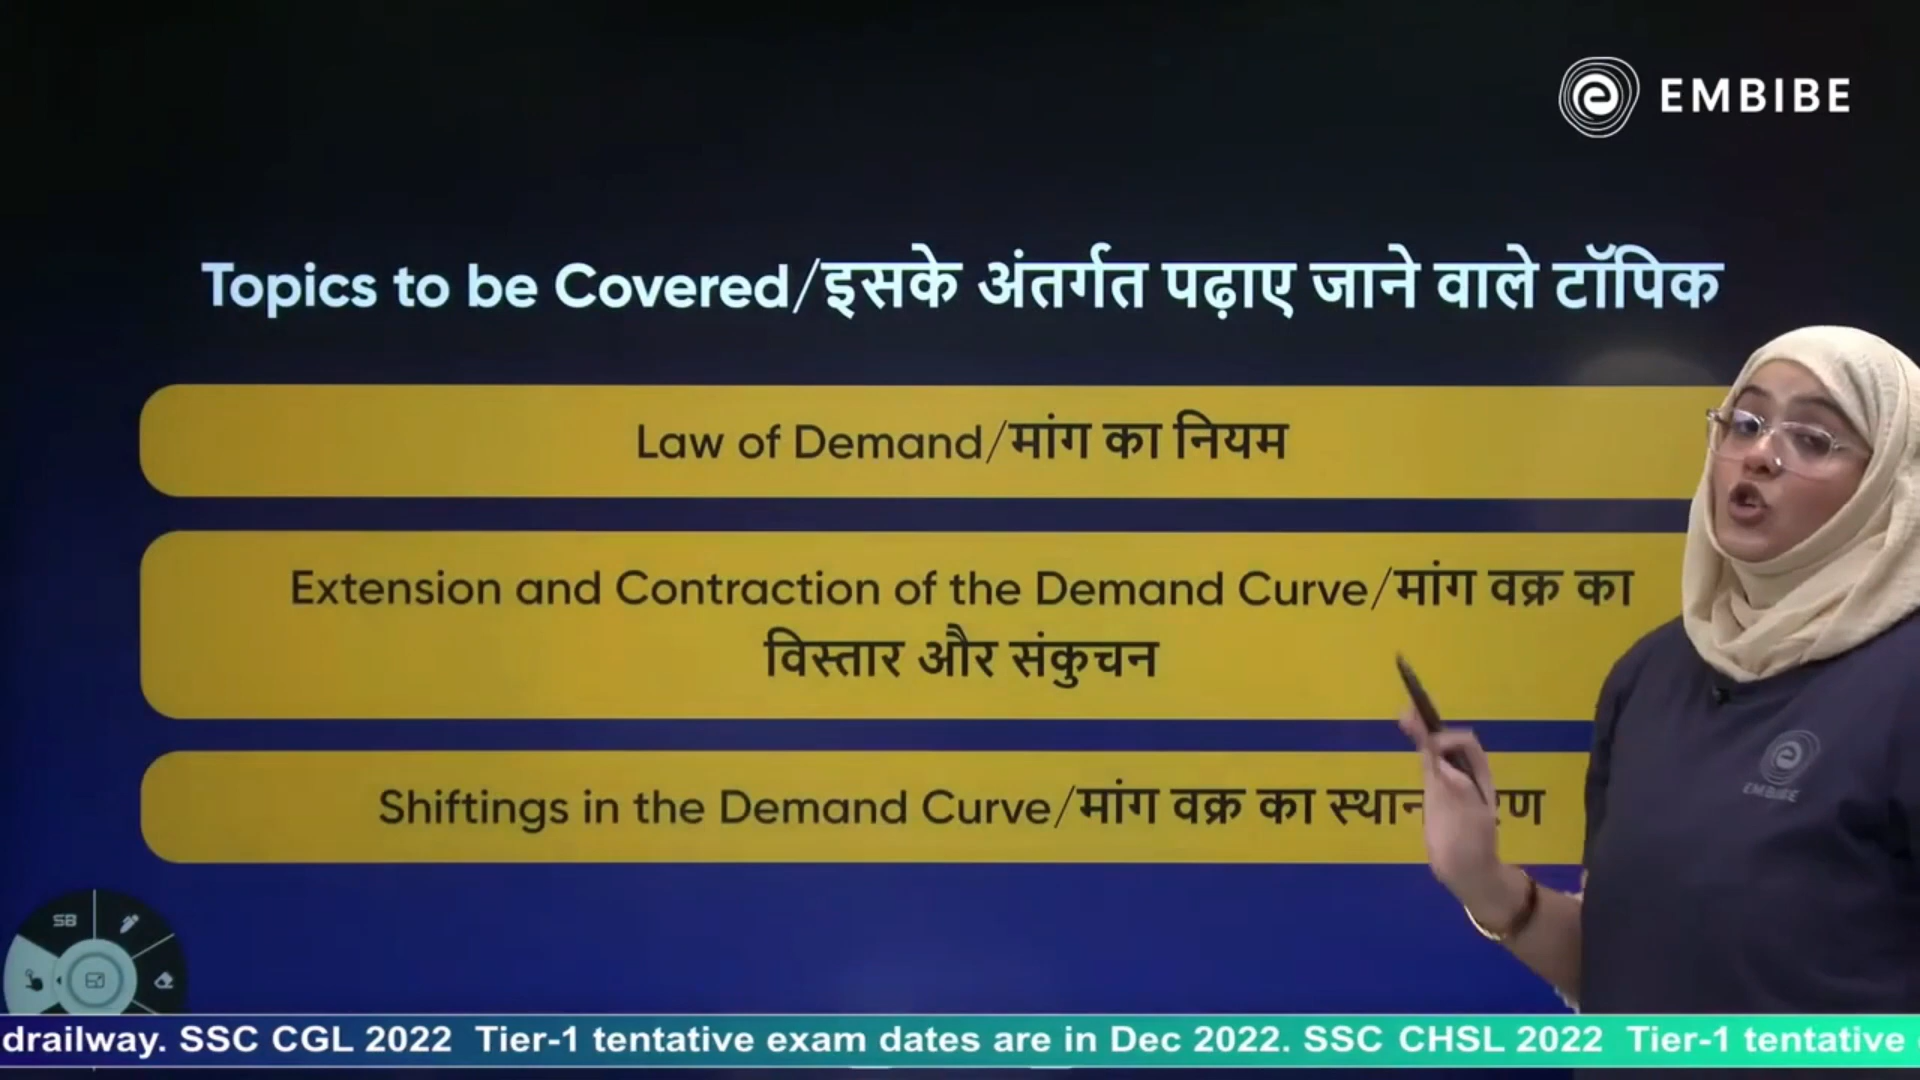 EMBIBE
Topics to be Covered/इसके अंतर्गत पढ़ाए जाने वाले टॉपिक
Law of Demand/मांग का नियम
Extension and Contraction of the Demand Curve/मांग वक्र का
विस्तार और संकुचन
Shiftings in the Demand Curve/मांग वक्र का
EMBIBE
SB
drailway. SSC CGL 2022 Tier-1 tentative exam dates are in Dec 2022. SSC CHSL 2022 Tier-1 tentative